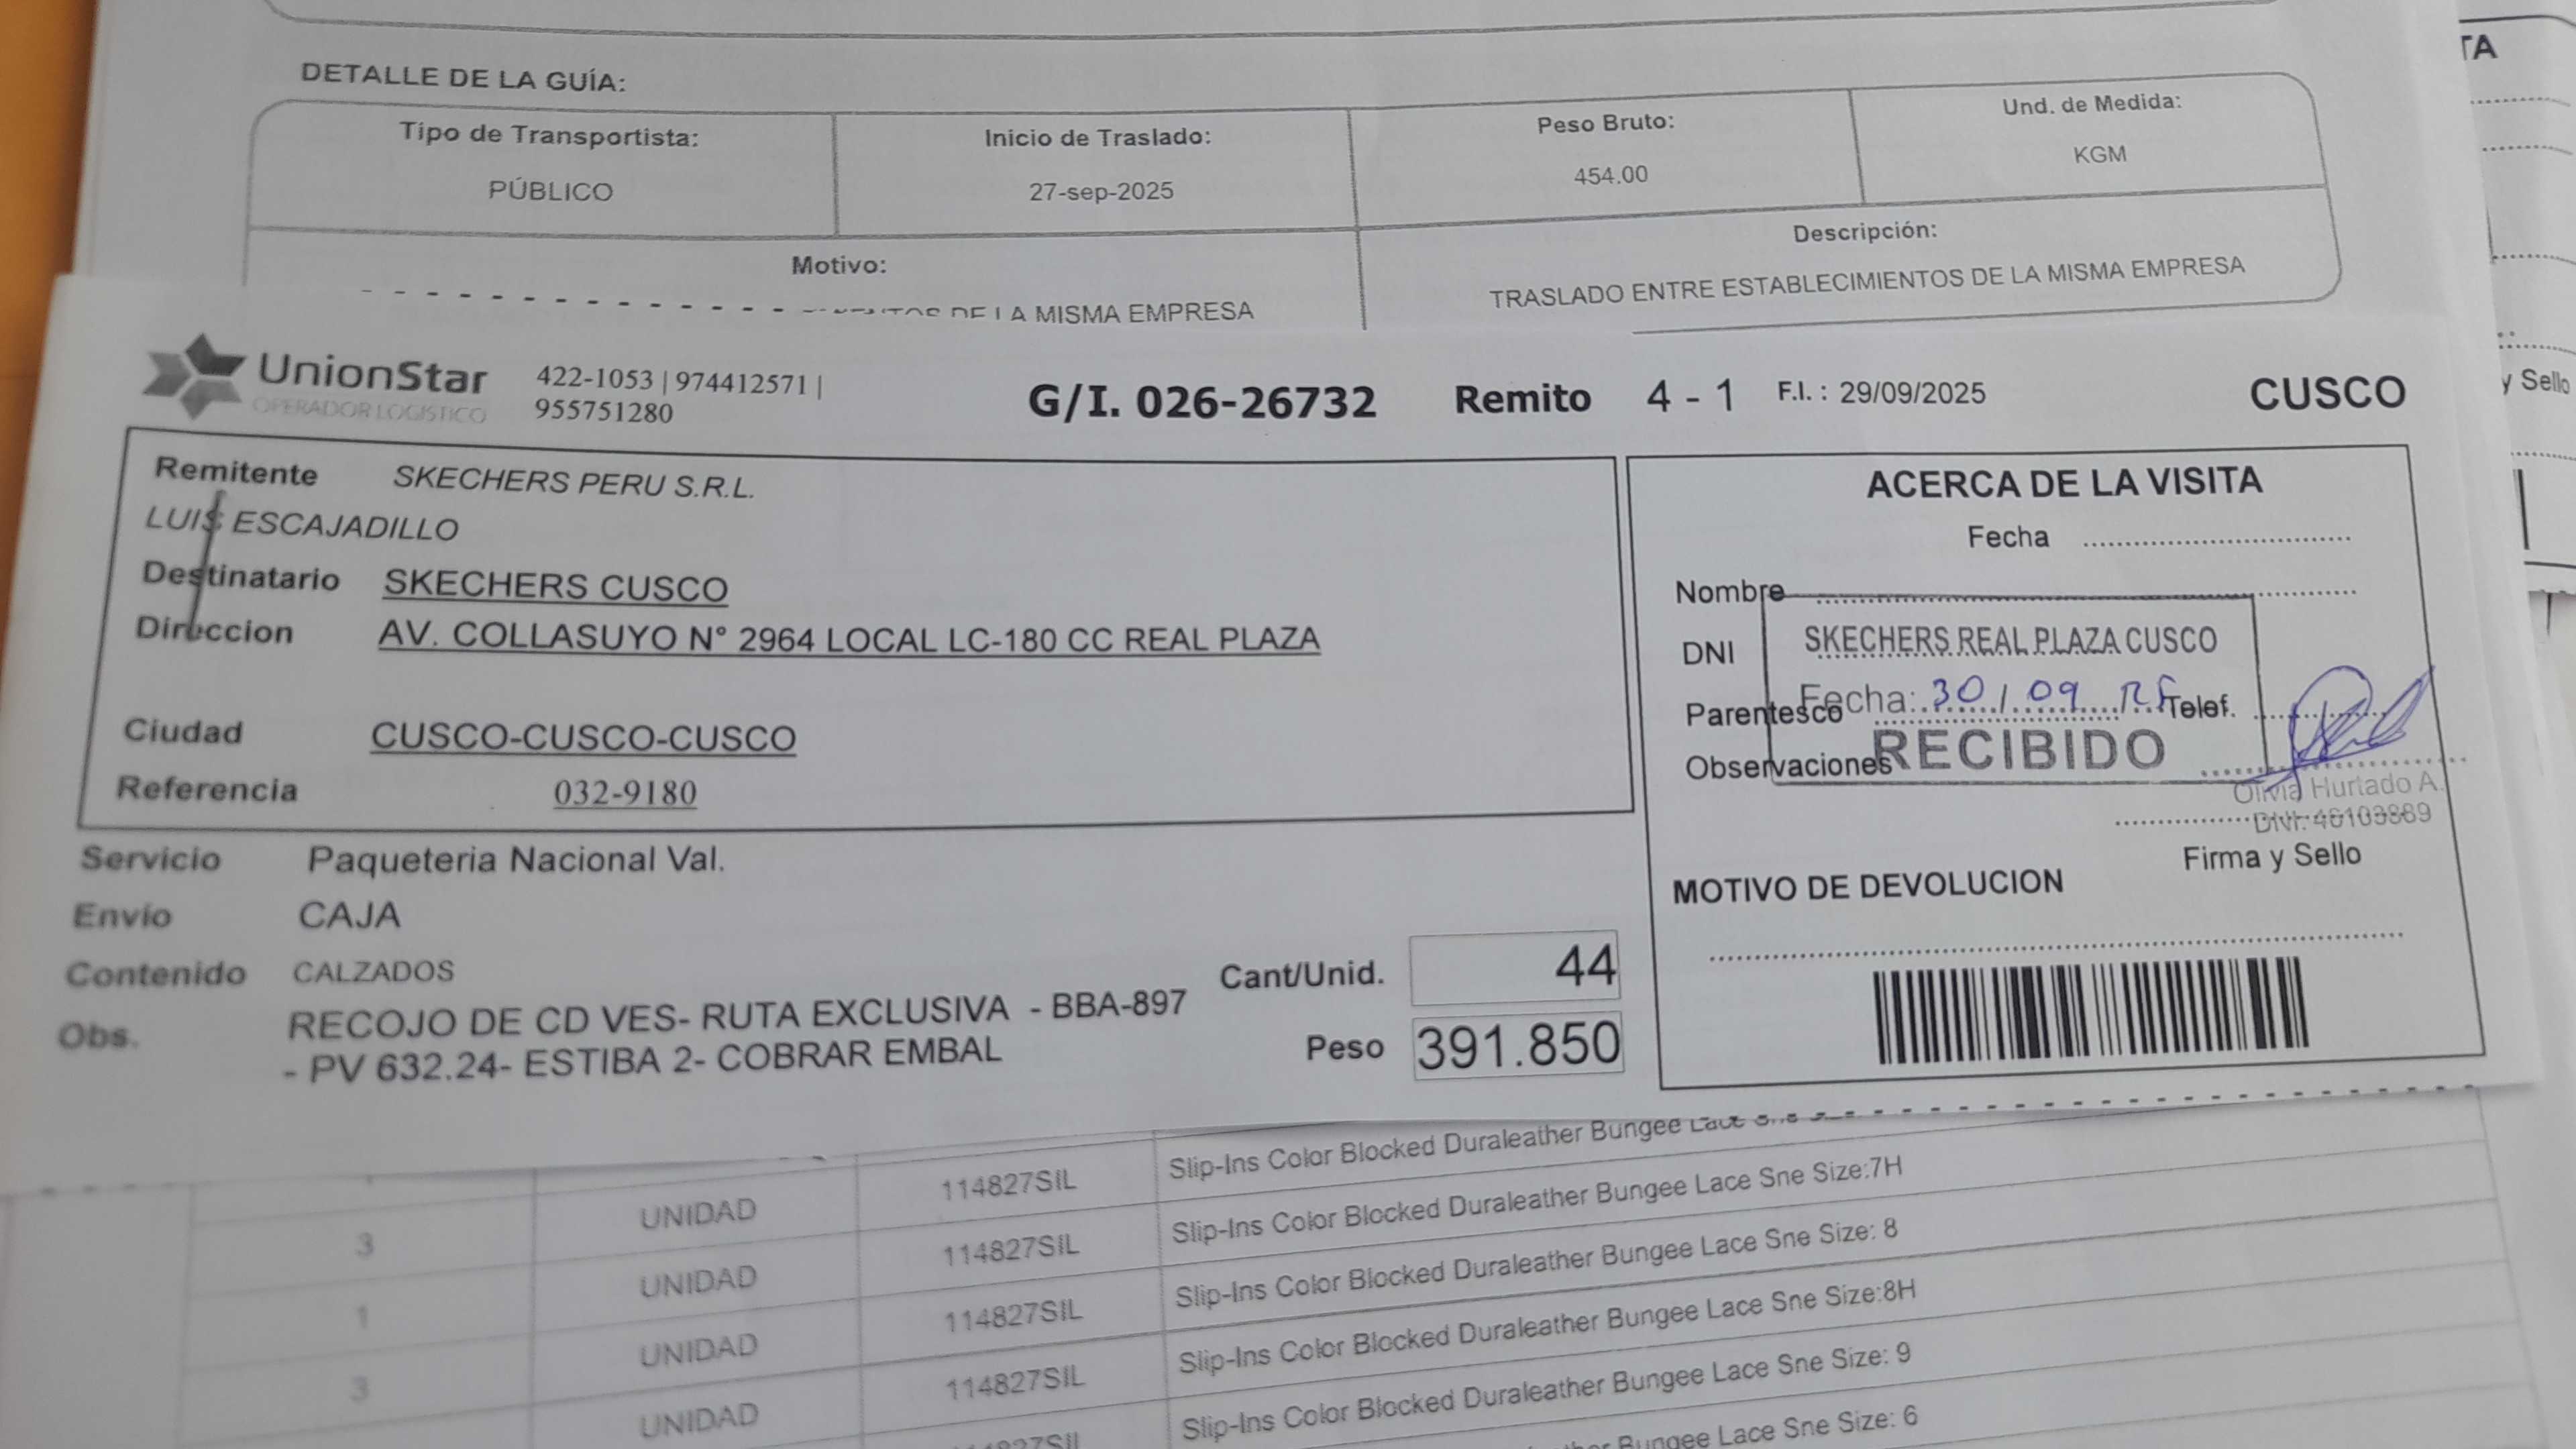 TA
DETALLE DE LA GUÍA:
Tipo de Transportista: Inicio de Traslado: Peso Bruto: Und. de Medida:
PÚBLICO 27-sep-2025 454.00 KGM
Motivo: Descripción:
DE LA MISMA EMPRESA TRASLADO ENTRE ESTABLECIMIENTOS DE LA MISMA EMPRESA
y Sello
UnionStar
OPERADOR LOGISTICO
422-1053 | 974412571 |
955751280
G/I. 026-26732 Remito 4 - 1 F.I. : 29/09/2025 CUSCO
Remitente SKECHERS PERU S.R.L.
LUIS ESCAJADILLO
Destinatario SKECHERS CUSCO
Direccion AV. COLLASUYO N° 2964 LOCAL LC-180 CC REAL PLAZA
Ciudad CUSCO-CUSCO-CUSCO
Referencia 032-9180
Servicio Paqueteria Nacional Val.
Envío CAJA
Contenido CALZADOS
Obs. RECOJO DE CD VES- RUTA EXCLUSIVA - BBA-897
- PV 632.24- ESTIBA 2- COBRAR EMBAL
Cant/Unid. 44
Peso 391.850
ACERCA DE LA VISITA
Fecha
Nombre
DNI
Parentesco Telef.
Observaciones
SKECHERS REAL PLAZA CUSCO
Fecha: 30 / 09
RECIBIDO
Olivia Hurtado A.
DNI: 46103889
Firma y Sello
MOTIVO DE DEVOLUCION
114827SIL Slip-Ins Color Blocked Duraleather Bungee
3 UNIDAD 114827SIL Slip-Ins Color Blocked Duraleather Bungee Lace Sne Size:7H
1 UNIDAD 114827SIL Slip-Ins Color Blocked Duraleather Bungee Lace Sne Size: 8
3 UNIDAD 114827SIL Slip-Ins Color Blocked Duraleather Bungee Lace Sne Size:8H
UNIDAD Slip-Ins Color Blocked Duraleather Bungee Lace Sne Size: 9
Bungee Lace Sne Size: 6